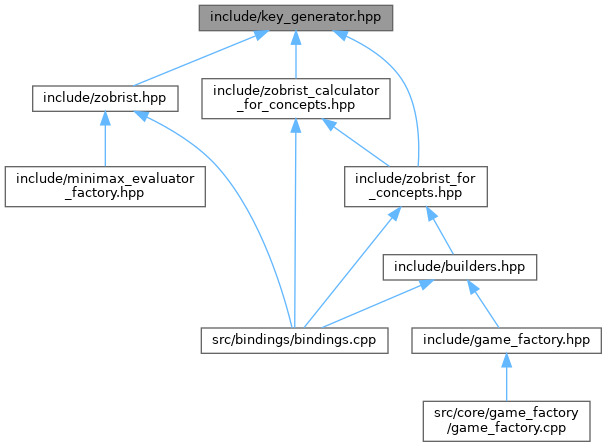 include/key_generator.hpp
include/zobrist.hpp
include/zobrist_calculator
_for_concepts.hpp
include/minimax_evaluator
_factory.hpp
include/zobrist_for
_concepts.hpp
include/builders.hpp
src/bindings/bindings.cpp
include/game_factory.hpp
src/core/game_factory
/game_factory.cpp